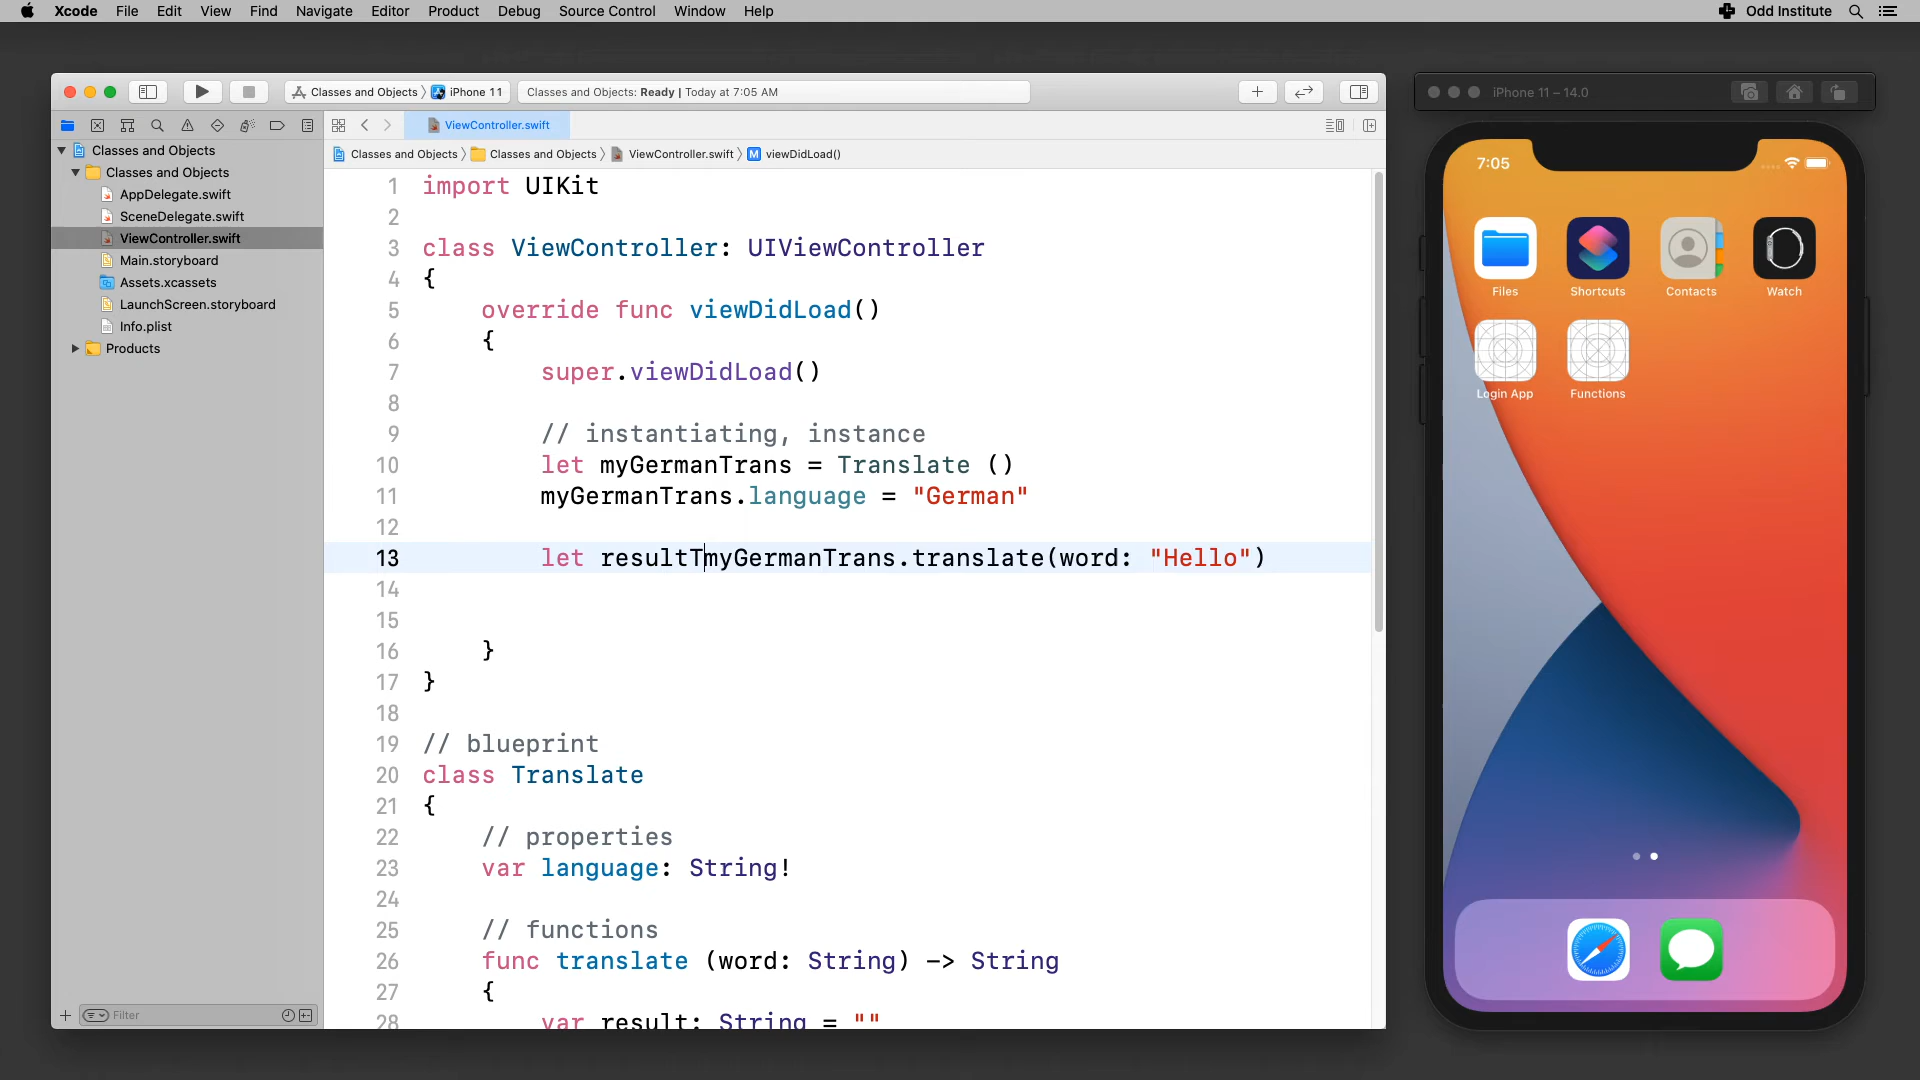 Xcode File Edit View Find Navigate Editor Product Debug Source Control Window Help Odd Institute
Classes and Objects iPhone 11 Classes and Objects: Ready | Today at 7:05 AM
iPhone 11 – 14.0
ViewController.swift
Classes and Objects Classes and Objects ViewController.swift M viewDidLoad()
Classes and Objects
Classes and Objects
AppDelegate.swift
SceneDelegate.swift
ViewController.swift
Main.storyboard
Assets.xcassets
LaunchScreen.storyboard
Info.plist
Products
Filter
1 import UIKit
2
3 class ViewController: UIViewController
4 {
5 override func viewDidLoad()
6 {
7 super.viewDidLoad()
8
9 // instantiating, instance
10 let myGermanTrans = Translate ()
11 myGermanTrans.language = "German"
12
13 let resultTmyGermanTrans.translate(word: "Hello")
14
15
16 }
17 }
18
19 // blueprint
20 class Translate
21 {
22 // properties
23 var language: String!
24
25 // functions
26 func translate (word: String) -> String
27 {
28 var result: String = ""
7:05
Files Shortcuts Contacts Watch
Login App Functions